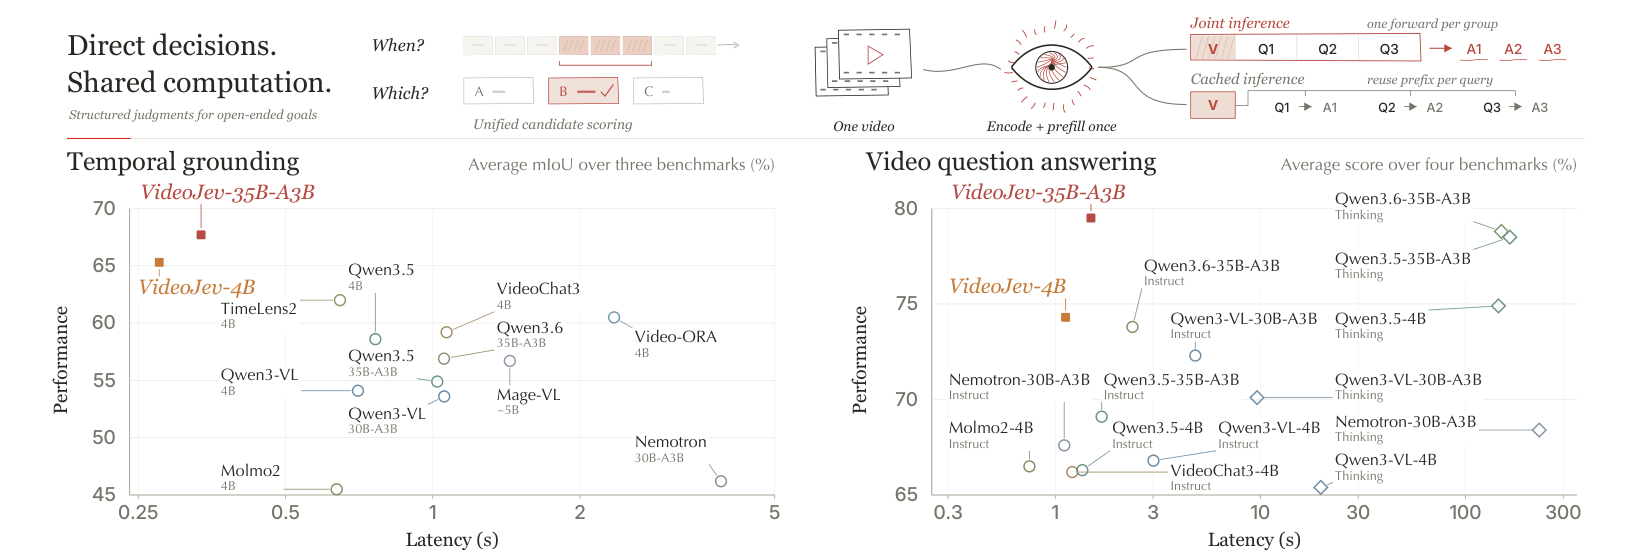 Direct decisions.
Shared computation.
Structured judgments for open-ended goals
When?
Which?
A
B
C
Unified candidate scoring
One video
Encode + prefill once
Joint inference
one forward per group
V Q1 Q2 Q3 A1 A2 A3
Cached inference
reuse prefix per query
V Q1 A1 Q2 A2 Q3 A3
Temporal grounding
Average mIoU over three benchmarks (%)
VideoJev-35B-A3B
VideoJev-4B
TimeLens2
4B
Qwen3.5
4B
VideoChat3
4B
Qwen3.6
35B-A3B
Video-ORA
4B
Qwen3.5
35B-A3B
Qwen3-VL
4B
Qwen3-VL
30B-A3B
Mage-VL
~5B
Nemotron
30B-A3B
Molmo2
4B
Performance
70
65
60
55
50
45
0.25 0.5 1 2 5
Latency (s)
Video question answering
Average score over four benchmarks (%)
VideoJev-35B-A3B
VideoJev-4B
Qwen3.6-35B-A3B
Thinking
Qwen3.5-35B-A3B
Thinking
Qwen3.6-35B-A3B
Instruct
Qwen3-VL-30B-A3B
Instruct
Qwen3.5-4B
Thinking
Nemotron-30B-A3B
Instruct
Qwen3.5-35B-A3B
Instruct
Qwen3-VL-30B-A3B
Thinking
Molmo2-4B
Instruct
Qwen3.5-4B
Instruct
Qwen3-VL-4B
Instruct
Nemotron-30B-A3B
Thinking
VideoChat3-4B
Instruct
Qwen3-VL-4B
Thinking
Performance
80
75
70
65
0.3 1 3 10 30 100 300
Latency (s)